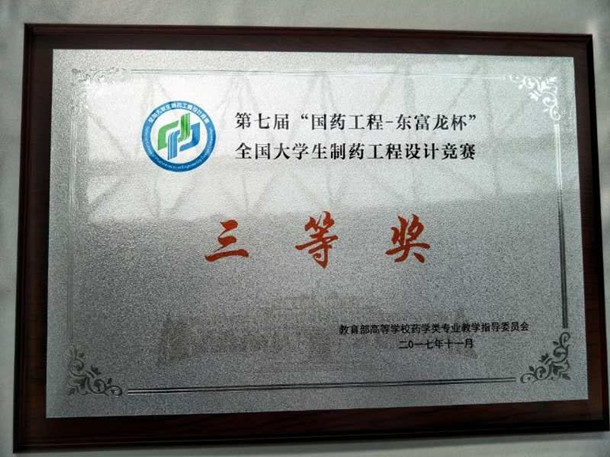 第七届“国药工程-东富龙杯”
全国大学生制药工程设计竞赛
三等奖
教育部高等学校药学类专业教学指导委员会
二〇一七年十一月